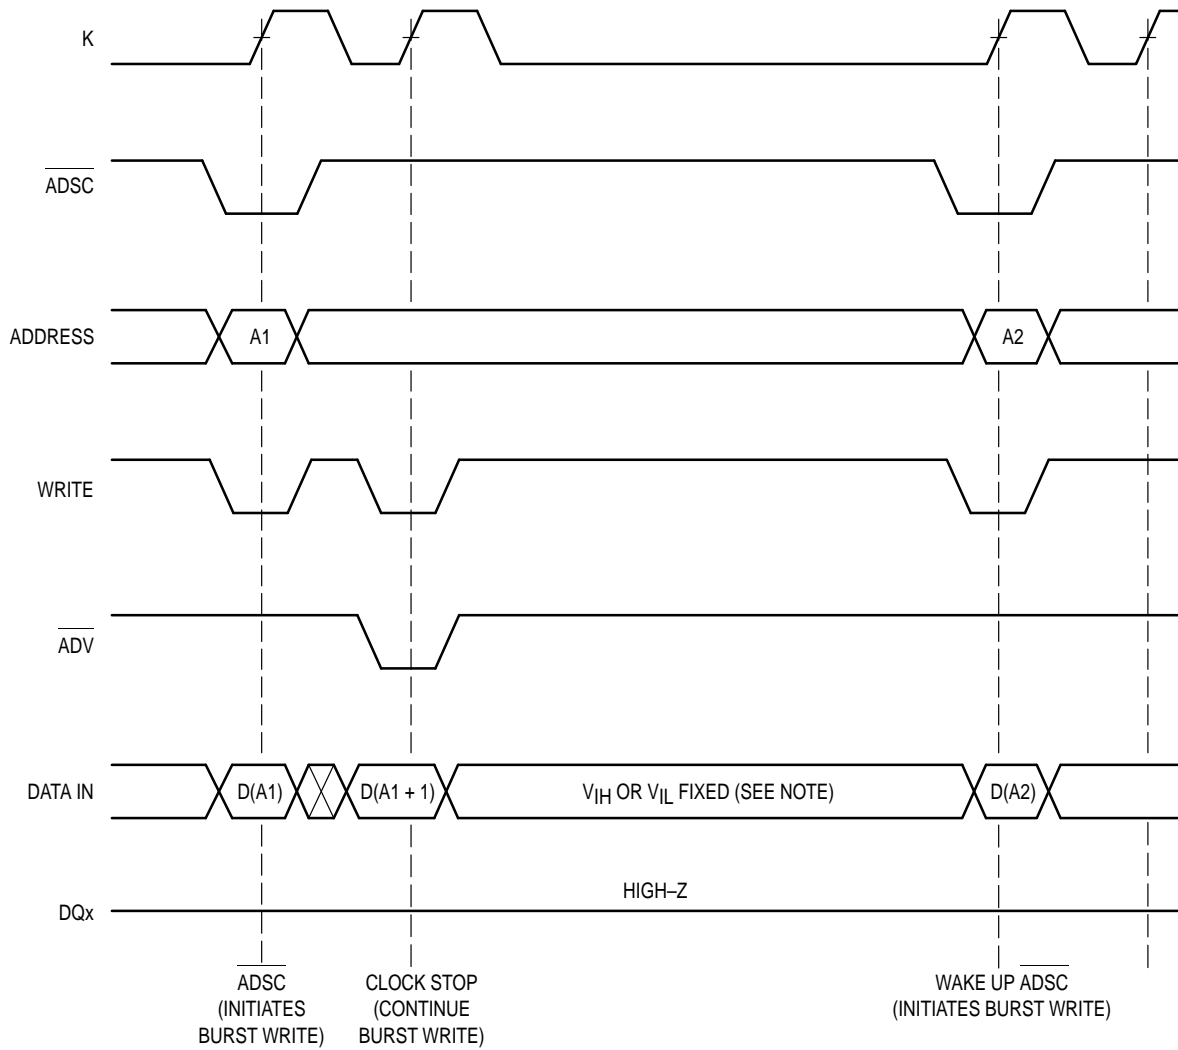 K
ADSC
ADDRESS A1 A2
WRITE
ADV
DATA IN D(A1) D(A1 + 1) VIH OR VIL FIXED (SEE NOTE) D(A2)
HIGH–Z
DQx
ADSC
(INITIATES
BURST WRITE)
CLOCK STOP
(CONTINUE
BURST WRITE)
WAKE UP ADSC
(INITIATES BURST WRITE)